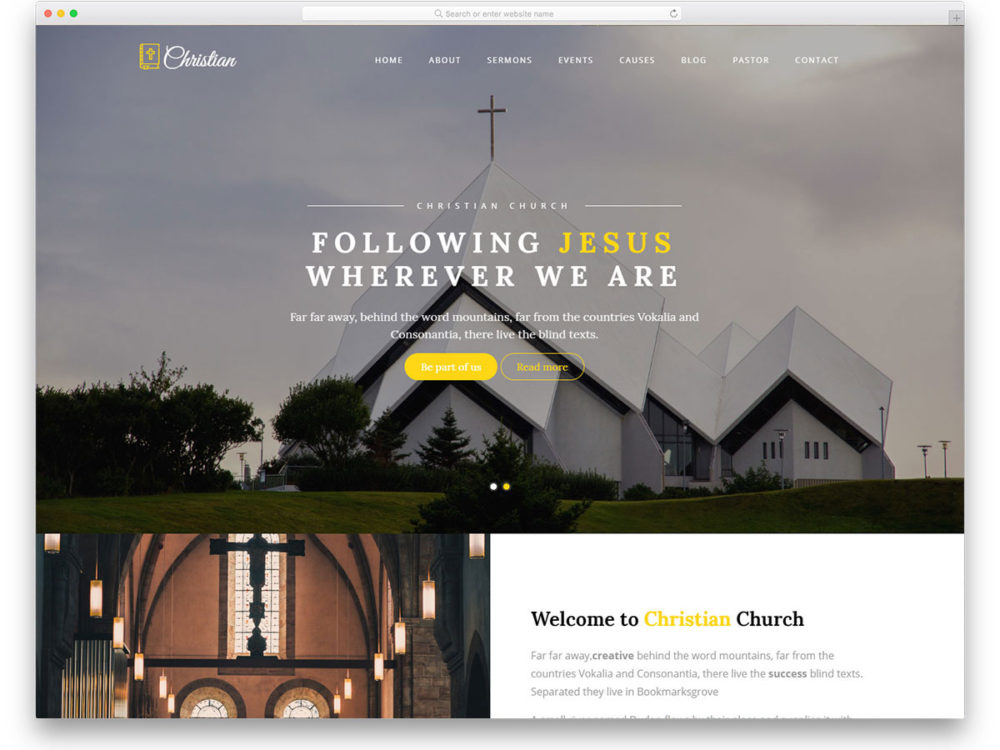 Search or enter website name
Christian
HOME ABOUT SERMONS EVENTS CAUSES BLOG PASTOR CONTACT
CHRISTIAN CHURCH
FOLLOWING JESUS
WHEREVER WE ARE
Far far away, behind the word mountains, far from the countries Vokalia and
Consonantia, there live the blind texts.
Be part of us Read more
Welcome to Christian Church
Far far away,creative behind the word mountains, far from the
countries Vokalia and Consonantia, there live the success blind texts.
Separated they live in Bookmarksgrove